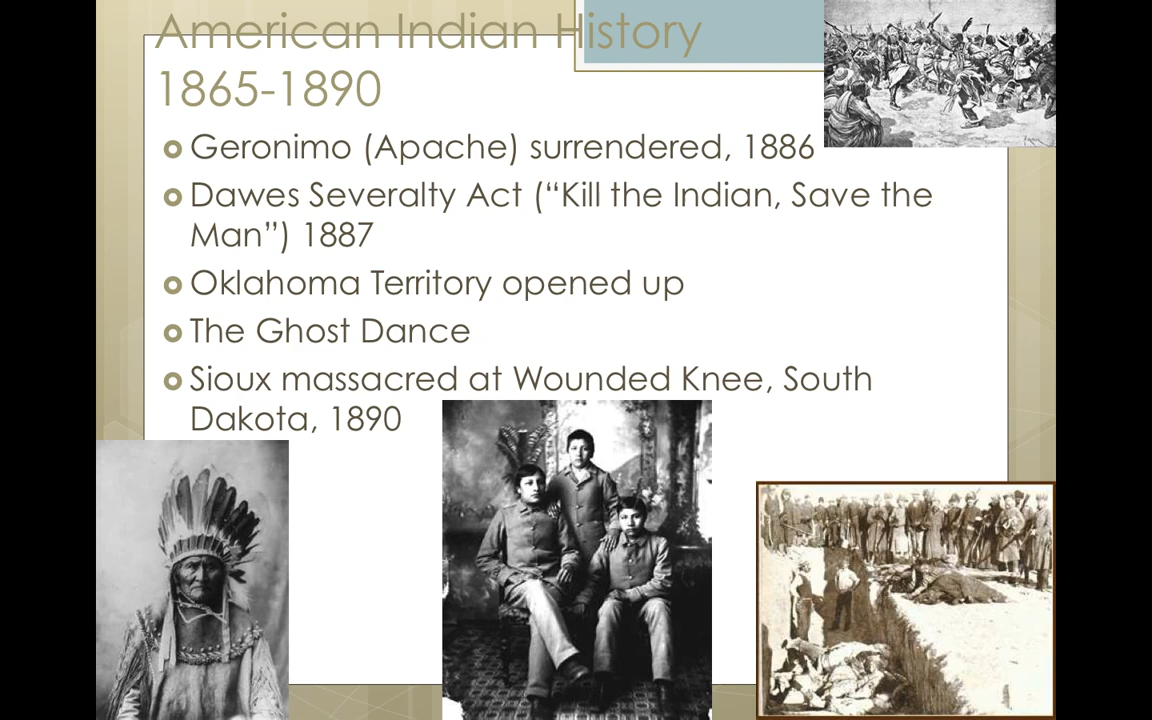 American Indian History
1865-1890
Geronimo (Apache) surrendered, 1886
Dawes Severalty Act (“Kill the Indian, Save the
Man”) 1887
Oklahoma Territory opened up
The Ghost Dance
Sioux massacred at Wounded Knee, South
Dakota, 1890